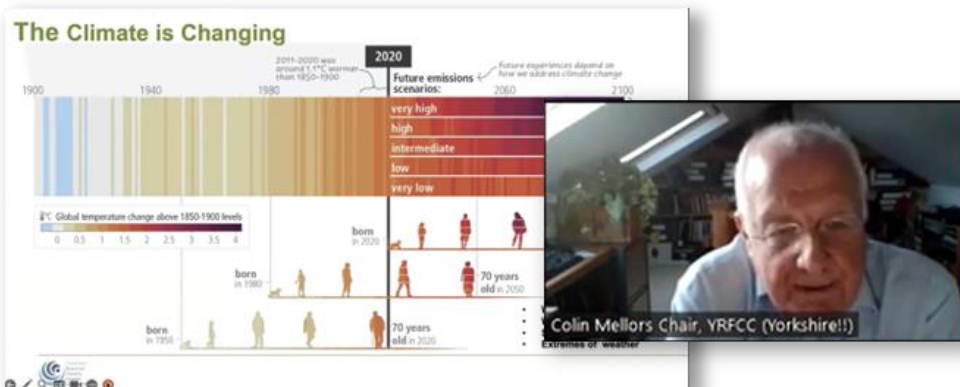 The Climate is Changing
2020
2011-2020 was
around 1.1°C warmer
than 1850-1900
Future emissions
scenarios:
future experiences depend on
how we address climate change
1900 1940 1980 2060 2100
very high
high
intermediate
low
very low
°C Global temperature change above 1850-1900 levels
0 0.5 1 1.5 2 2.5 3 3.5 4
born
in 2020
born
in 1980
70 years
old in 2050
born
in 1950
70 years
old in 2020
Colin Mellors Chair, YRFCC (Yorkshire!!)
Extremes of weather